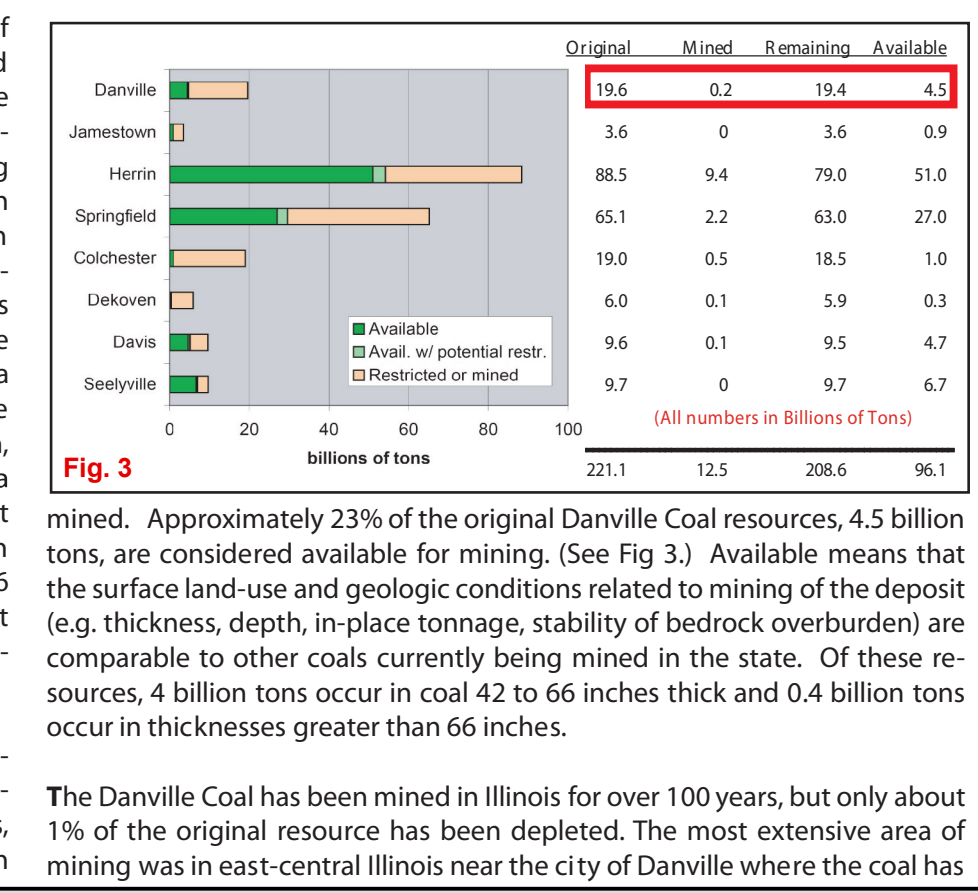 Original Mined Remaining Available
Danville 19.6 0.2 19.4 4.5
Jamestown 3.6 0 3.6 0.9
Herrin 88.5 9.4 79.0 51.0
Springfield 65.1 2.2 63.0 27.0
Colchester 19.0 0.5 18.5 1.0
Dekoven 6.0 0.1 5.9 0.3
Davis 9.6 0.1 9.5 4.7
Seelyville 9.7 0 9.7 6.7
Available
Avail. w/ potential restr.
Restricted or mined
(All numbers in Billions of Tons)
0 20 40 60 80 100
billions of tons
Fig. 3
221.1 12.5 208.6 96.1
mined. Approximately 23% of the original Danville Coal resources, 4.5 billion
tons, are considered available for mining. (See Fig 3.) Available means that
the surface land-use and geologic conditions related to mining of the deposit
(e.g. thickness, depth, in-place tonnage, stability of bedrock overburden) are
comparable to other coals currently being mined in the state. Of these re-
sources, 4 billion tons occur in coal 42 to 66 inches thick and 0.4 billion tons
occur in thicknesses greater than 66 inches.
The Danville Coal has been mined in Illinois for over 100 years, but only about
1% of the original resource has been depleted. The most extensive area of
mining was in east-central Illinois near the city of Danville where the coal has